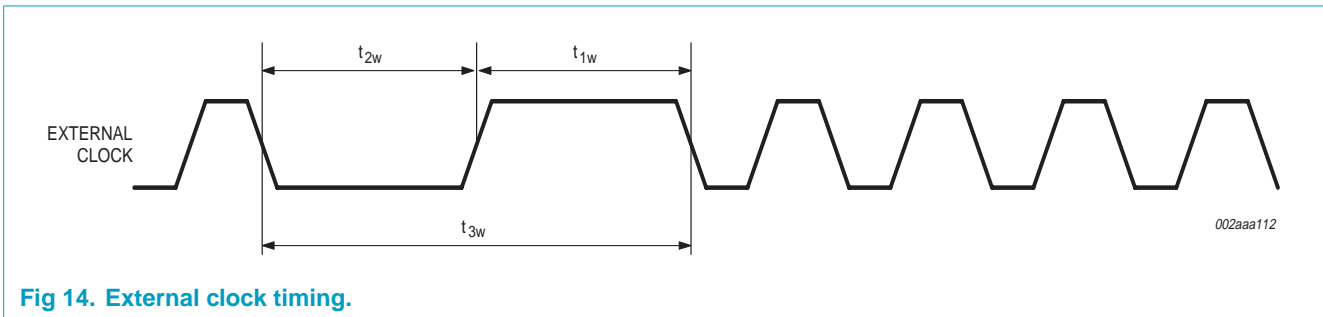 t2w
t1w
EXTERNAL
CLOCK
t3w
002aaa112
Fig 14. External clock timing.